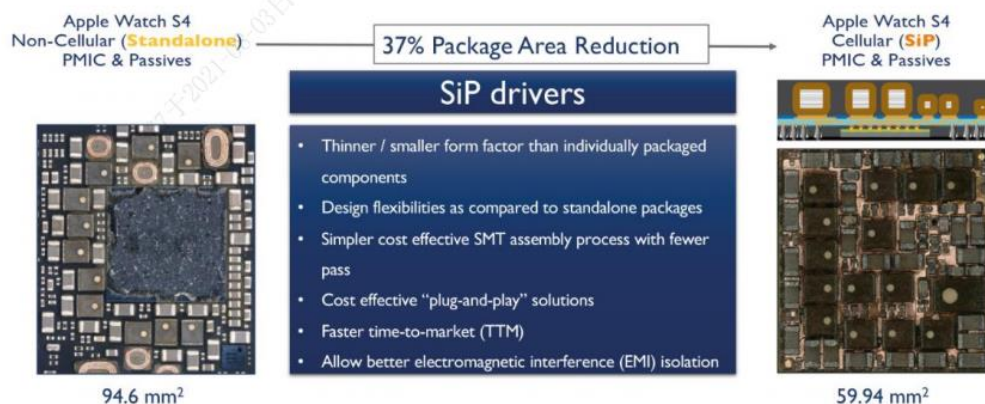 Apple Watch S4
Non-Cellular (Standalone)
PMIC & Passives
37% Package Area Reduction
Apple Watch S4
Cellular (SiP)
PMIC & Passives
SiP drivers
• Thinner / smaller form factor than individually packaged
components
• Design flexibilities as compared to standalone packages
• Simpler cost effective SMT assembly process with fewer
pass
• Cost effective “plug-and-play” solutions
• Faster time-to-market (TTM)
• Allow better electromagnetic interference (EMI) isolation
94.6 mm²
59.94 mm²